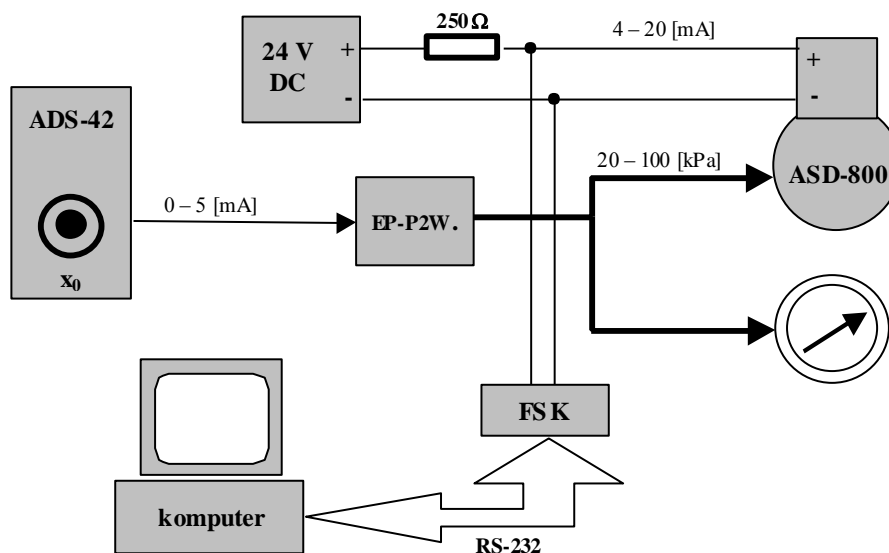 250Ω
4 – 20 [mA]
24 V
DC
+
-
+
-
ADS-42
20 – 100 [kPa]
ASD-800
0 – 5 [mA]
EP-P2W.
x₀
FSK
komputer
RS-232